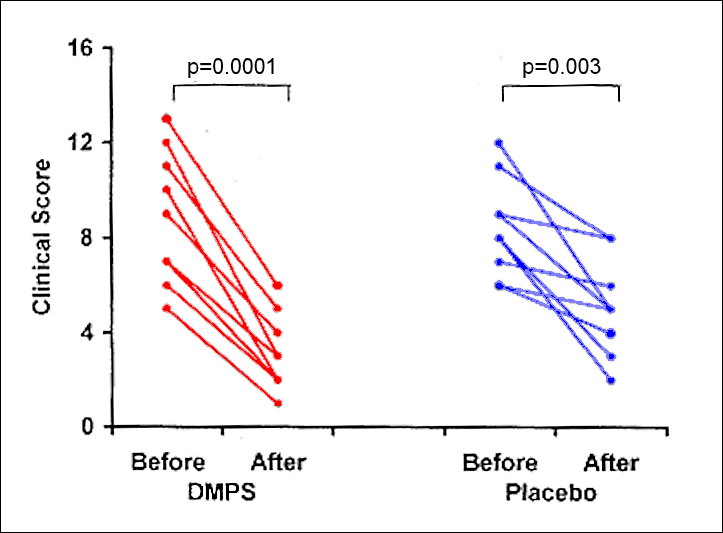 16
p=0.0001
p=0.003
12
8
4
0
Clinical Score
Before After
DMPS
Before After
Placebo